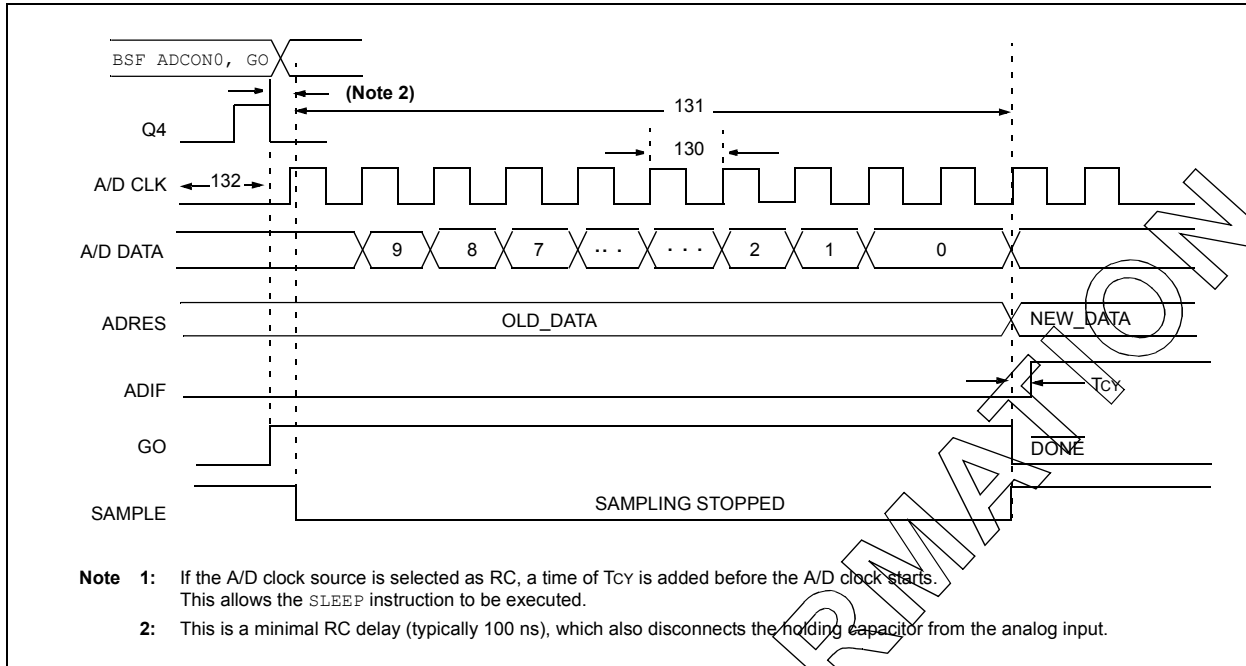 BSF ADCON0, GO
(Note 2)
131
Q4
130
A/D CLK
132
A/D DATA
9 8 7 . . . . . . 2 1 0
ADRES
OLD_DATA
NEW_DATA
ADIF
TCY
GO
DONE
SAMPLE
SAMPLING STOPPED
Note 1: If the A/D clock source is selected as RC, a time of TCY is added before the A/D clock starts.
This allows the SLEEP instruction to be executed.
2: This is a minimal RC delay (typically 100 ns), which also disconnects the holding capacitor from the analog input.
RMATION